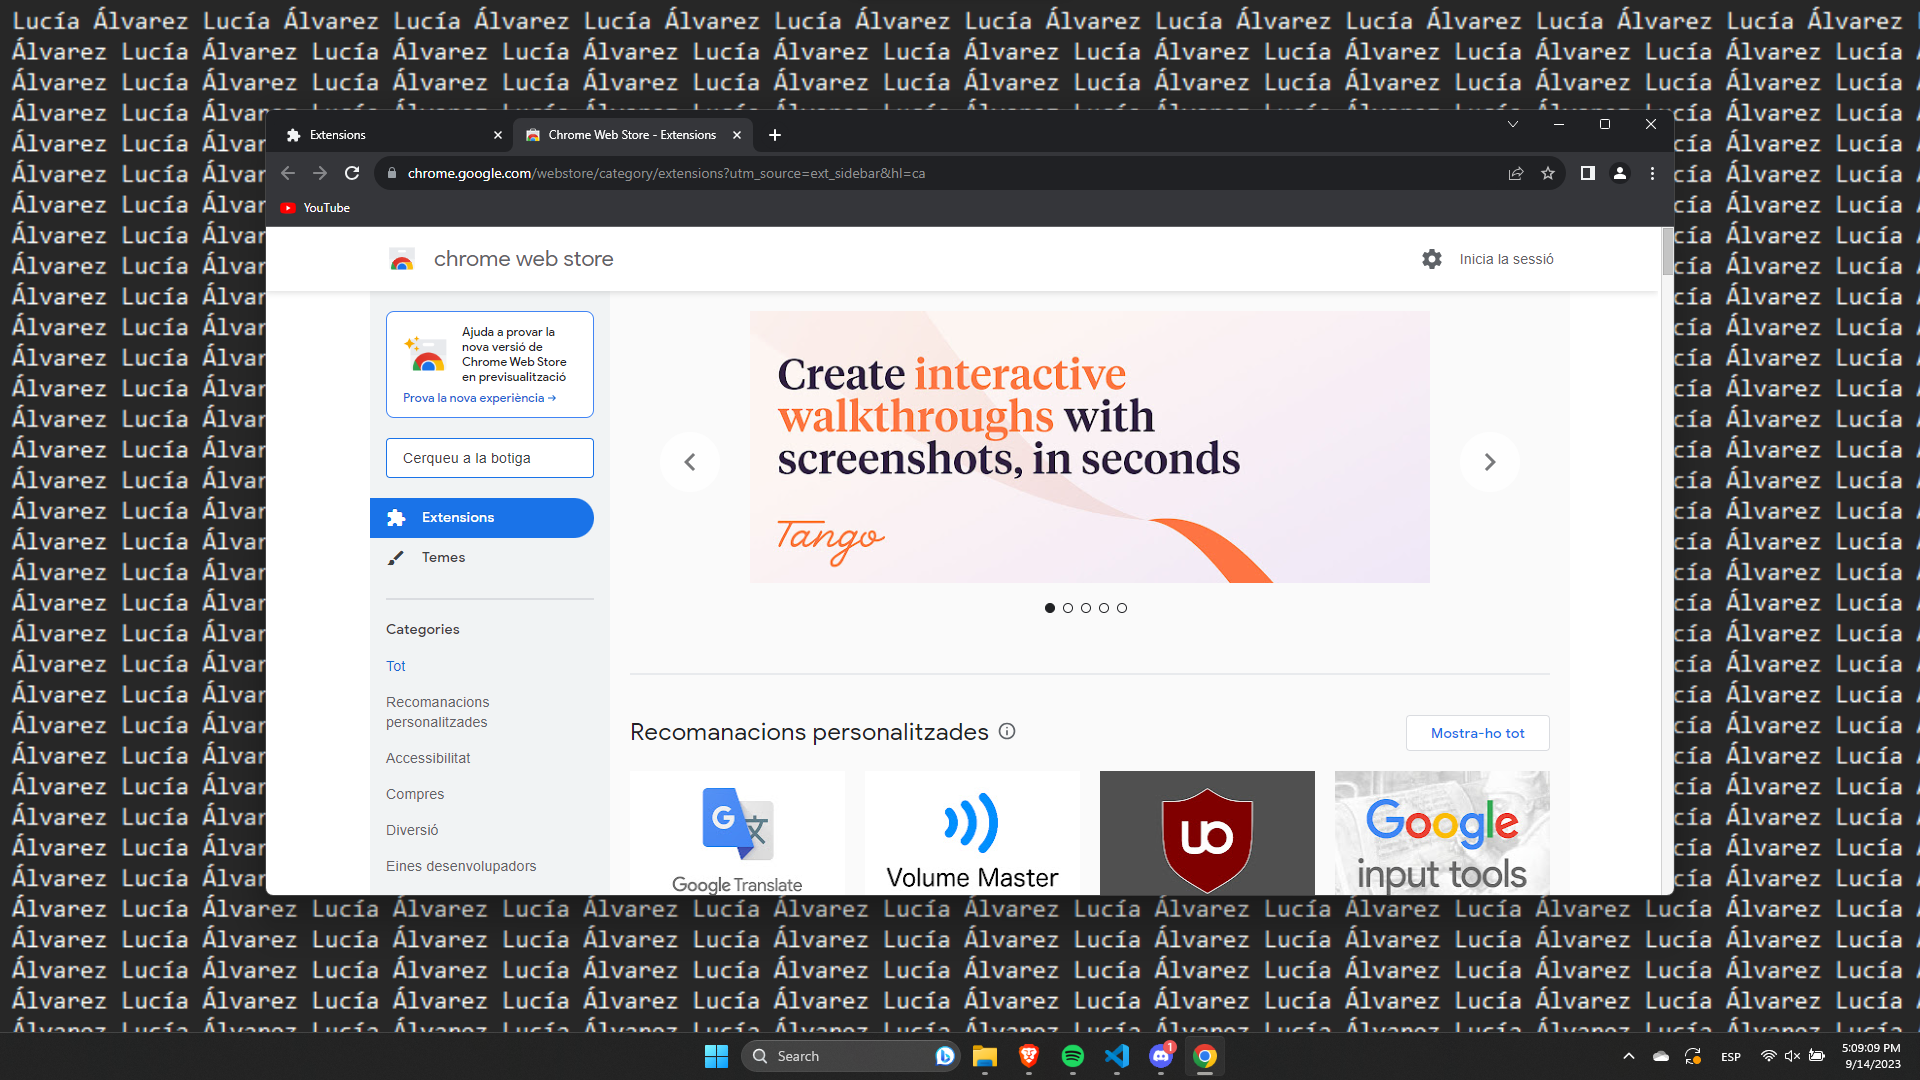 Lucía Álvarez Lucía Álvarez Lucía Álvarez Lucía Álvarez Lucía Álvarez Lucía Álvarez Lucía Álvarez Lucía Álvarez Lucía Álvarez Lucía Álvarez
Álvarez Lucía Álvarez Lucía Álvarez Lucía Álvarez Lucía Álvarez Lucía Álvarez Lucía Álvarez Lucía Álvarez Lucía Álvarez Lucía Álvarez Lucía
Álvarez Lucía Álvarez Lucía Álvarez Lucía Álvarez Lucía Álvarez Lucía Álvarez Lucía Álvarez Lucía Álvarez Lucía Álvarez Lucía Álvarez Lucía
Extensions
Chrome Web Store - Extensions
chrome.google.com/webstore/category/extensions?utm_source=ext_sidebar&hl=ca
YouTube
chrome web store
Inicia la sessió
Ajuda a provar la
nova versió de
Chrome Web Store
en previsualització
Prova la nova experiència →
Cerqueu a la botiga
Extensions
Temes
Categories
Tot
Recomanacions
personalitzades
Accessibilitat
Compres
Diversió
Eines desenvolupadors
Create interactive
walkthroughs with
screenshots, in seconds
Tango
Recomanacions personalitzades
Mostra-ho tot
Google Translate
Volume Master
uo
Google
input tools
Álvarez Lucía Álvarez Lucía Álvarez Lucía Álvarez Lucía Álvarez Lucía Álvarez Lucía Álvarez Lucía Álvarez Lucía Álvarez Lucía Álvarez Lucía
Álvarez Lucía Álvarez Lucía Álvarez Lucía Álvarez Lucía Álvarez Lucía Álvarez Lucía Álvarez Lucía Álvarez Lucía Álvarez Lucía Álvarez Lucía
Álvarez Lucía Álvarez Lucía Álvarez Lucía Álvarez Lucía Álvarez Lucía Álvarez Lucía Álvarez Lucía Álvarez Lucía Álvarez Lucía Álvarez Lucía
Álvarez Lucía Álvarez Lucía Álvarez Lucía Álvarez Lucía Álvarez Lucía Álvarez Lucía Álvarez Lucía Álvarez Lucía Álvarez Lucía Álvarez Lucía
Search
1
ESP
5:09:09 PM
9/14/2023